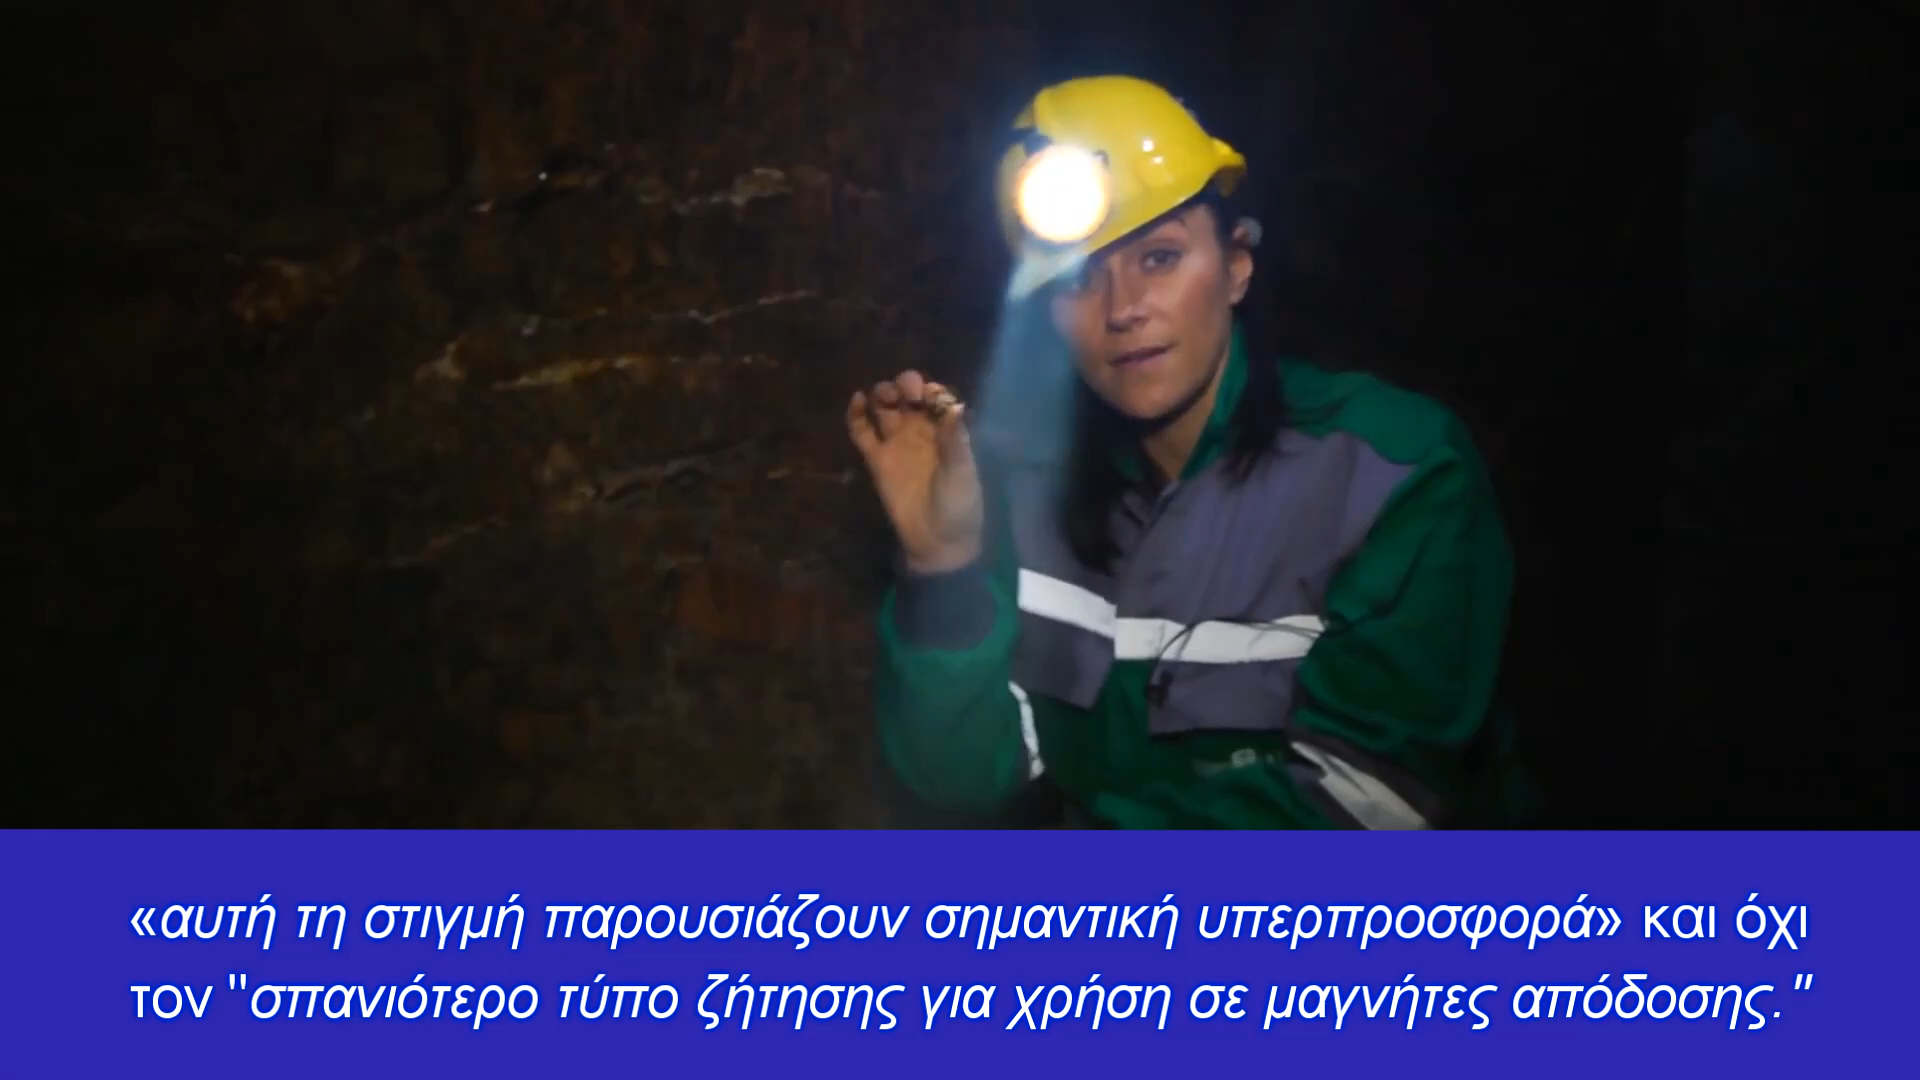 «αυτή τη στιγμή παρουσιάζουν σημαντική υπερπροσφορά» και όχι
τον "σπανιότερο τύπο ζήτησης για χρήση σε μαγνήτες απόδοσης."